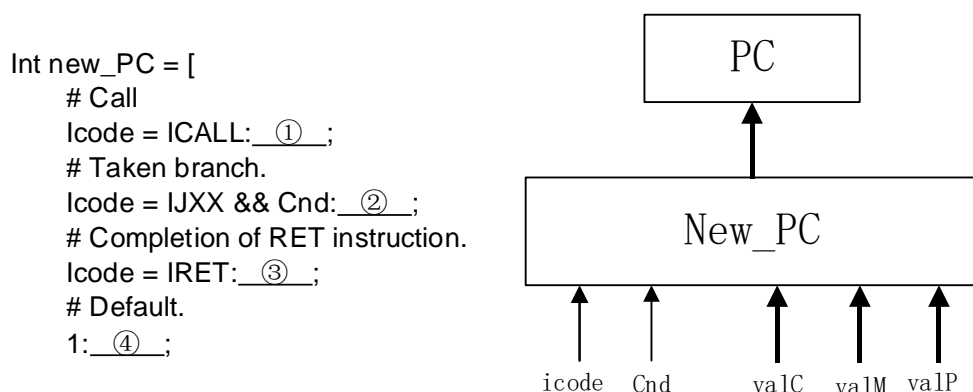 Int new_PC = [
# Call
Icode = ICALL: ① ;
# Taken branch.
Icode = IJXX && Cnd: ② ;
# Completion of RET instruction.
Icode = IRET: ③ ;
# Default.
1: ④ ;
PC
New_PC
icode Cnd valC valM valP